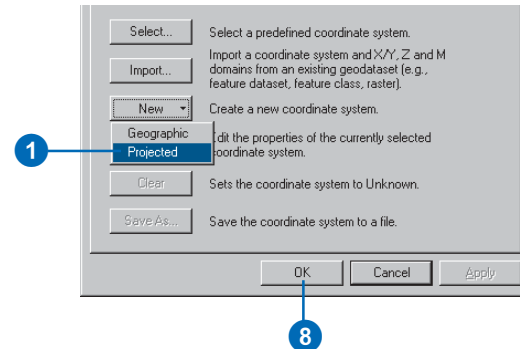 Select... Select a predefined coordinate system.
Import a coordinate system and X/Y, Z and M
Import... domains from an existing geodataset (e.g.,
feature dataset, feature class, raster).
New Create a new coordinate system.
Geographic
dit the properties of the currently selected
1 Projected oordinate system.
Clear Sets the coordinate system to Unknown.
Save As... Save the coordinate system to a file.
OK Cancel Apply
8